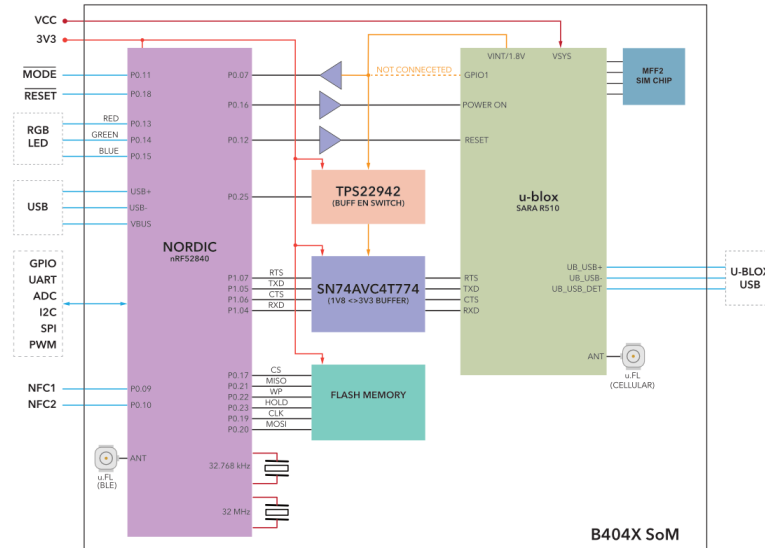 VCC
3V3
MODE
RESET
RGB
LED
RED
GREEN
BLUE
USB
GPIO
UART
ADC
I2C
SPI
PWM
NFC1
NFC2
u.FL
(BLE)
ANT
P0.11
P0.18
P0.13
P0.14
P0.15
USB+
USB-
VBUS
P0.09
P0.10
NORDIC
nRF52840
P0.07
P0.16
P0.12
P0.25
P1.07
P1.05
P1.06
P1.04
P0.17
P0.21
P0.22
P0.23
P0.19
P0.20
32.768 kHz
32 MHz
RTS
TXD
CTS
RXD
CS
MISO
WP
HOLD
CLK
MOSI
NOT CONNECETED
TPS22942
(BUFF EN SWITCH)
SN74AVC4T774
(1V8 <>3V3 BUFFER)
FLASH MEMORY
VINT/1.8V
VSYS
GPIO1
POWER ON
RESET
u-blox
SARA R510
RTS
TXD
CTS
RXD
UB_USB+
UB_USB-
UB_USB_DET
ANT
MFF2
SIM CHIP
U-BLOX
USB
u.FL
(CELLULAR)
B404X SoM